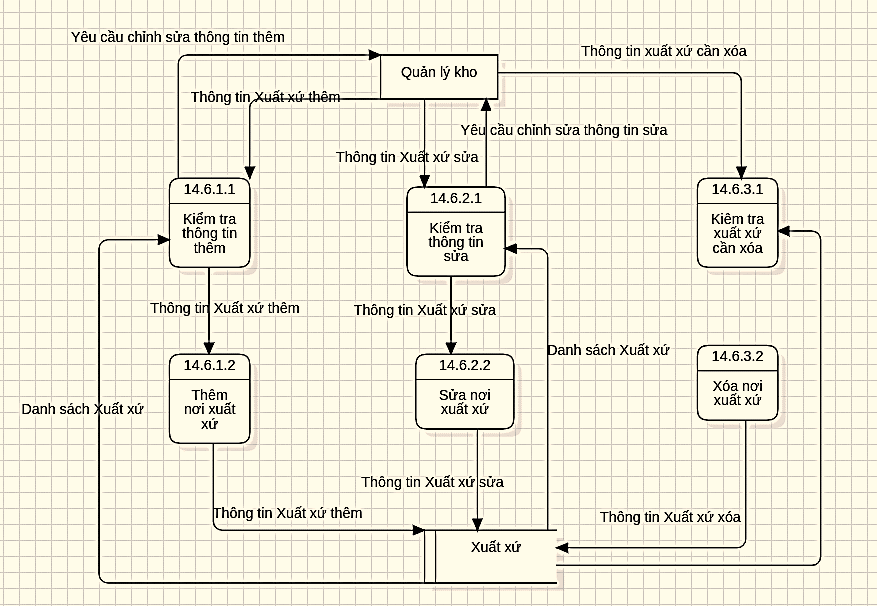 Yêu cầu chỉnh sửa thông tin thêm
Thông tin xuất xứ cần xóa
Quản lý kho
Thông tin Xuất xứ thêm
Yêu cầu chỉnh sửa thông tin sửa
Thông tin Xuất xứ sửa
14.6.1.1
Kiểm tra
thông tin
thêm
14.6.2.1
Kiểm tra
thông tin
sửa
14.6.3.1
Kiêm tra
xuất xứ
cần xóa
Thông tin Xuất xứ thêm
Thông tin Xuất xứ sửa
Danh sách Xuất xứ
14.6.1.2
Thêm
nơi xuất
xứ
14.6.2.2
Sửa nơi
xuất xứ
14.6.3.2
Xóa nơi
xuất xứ
Danh sách Xuất xứ
Thông tin Xuất xứ sửa
Thông tin Xuất xứ thêm
Thông tin Xuất xứ xóa
Xuất xứ